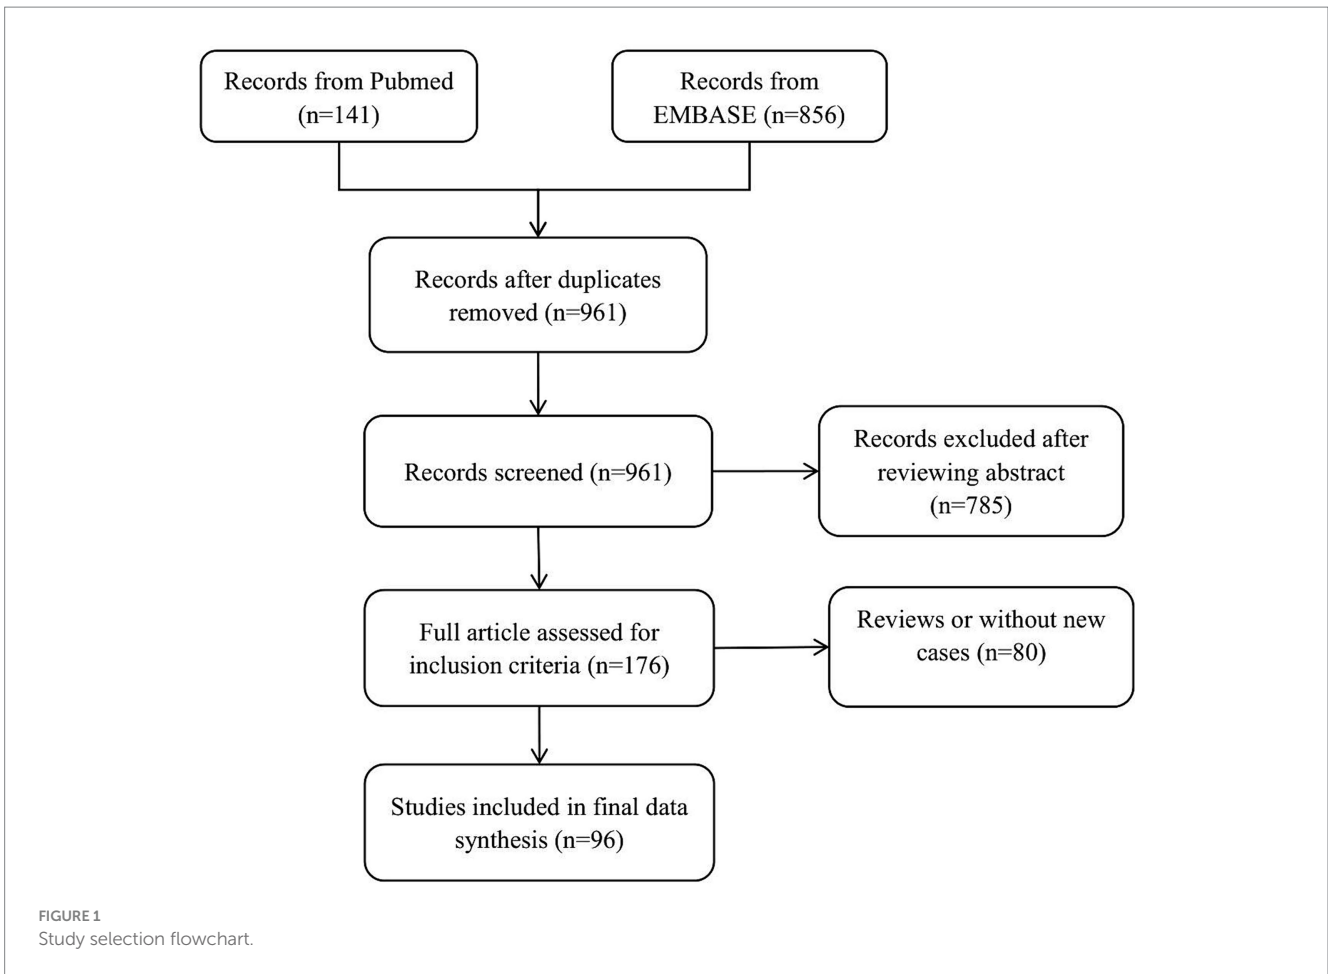 Records from Pubmed
(n=141)
Records from
EMBASE (n=856)
Records after duplicates
removed (n=961)
Records screened (n=961)
Records excluded after
reviewing abstract
(n=785)
Full article assessed for
inclusion criteria (n=176)
Reviews or without new
cases (n=80)
Studies included in final data
synthesis (n=96)
FIGURE 1
Study selection flowchart.